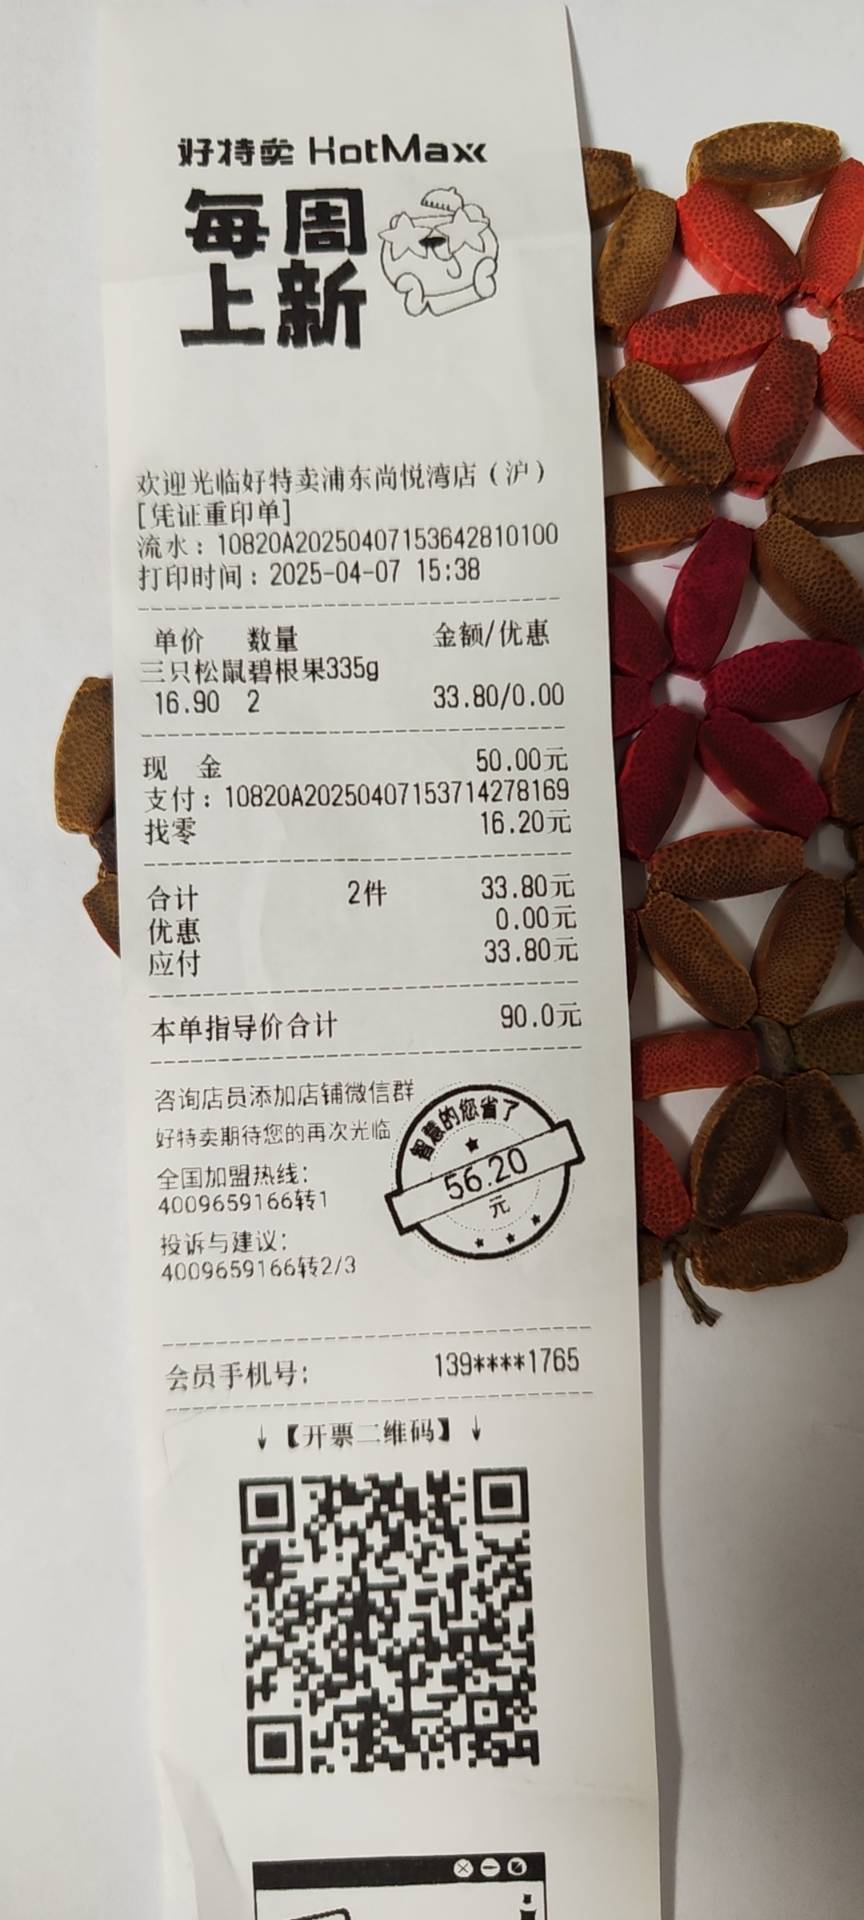 好特卖 HotMaxx
每周
上新
欢迎光临好特卖浦东尚悦湾店（沪）
[凭证重印单]
流水：10820A20250407153642810100
打印时间：2025-04-07 15:38
单价 数量 金额/优惠
三只松鼠碧根果335g
16.90 2 33.80/0.00
现 金 50.00元
支付：10820A20250407153714278169
找零 16.20元
合计 2件 33.80元
优惠 0.00元
应付 33.80元
本单指导价合计 90.0元
咨询店员添加店铺微信群
好特卖期待您的再次光临
全国加盟热线：
4009659166转1
投诉与建议：
4009659166转2/3
智慧的您省了
56.20
元
会员手机号： 139****1765
↓【开票二维码】↓